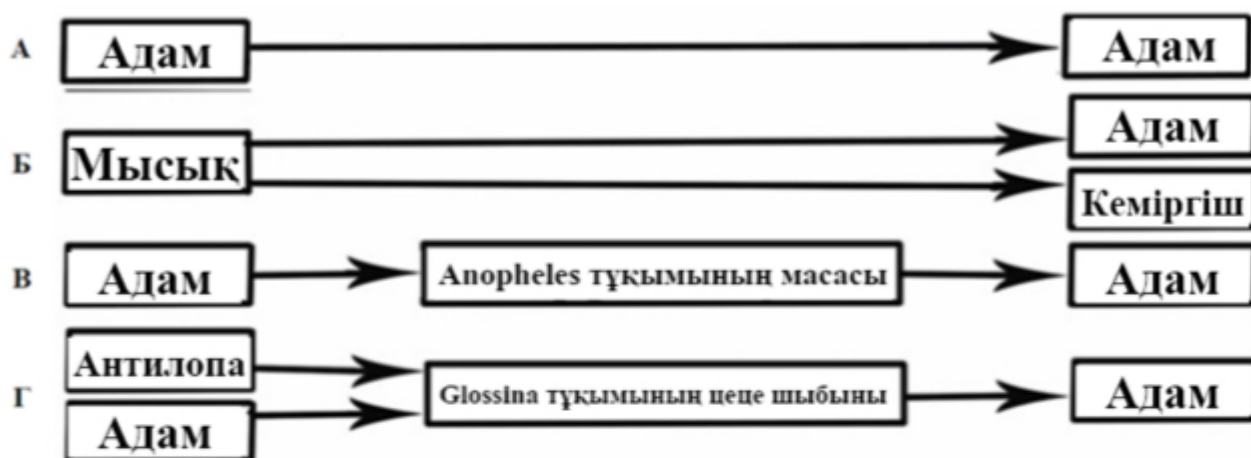 А Адам Адам
Б Мысық Адам
Кеміргіш
В Адам Anopheles тұқымының масасы Адам
Антилопа
Г Glossina тұқымының цеце шыбыны Адам
Адам